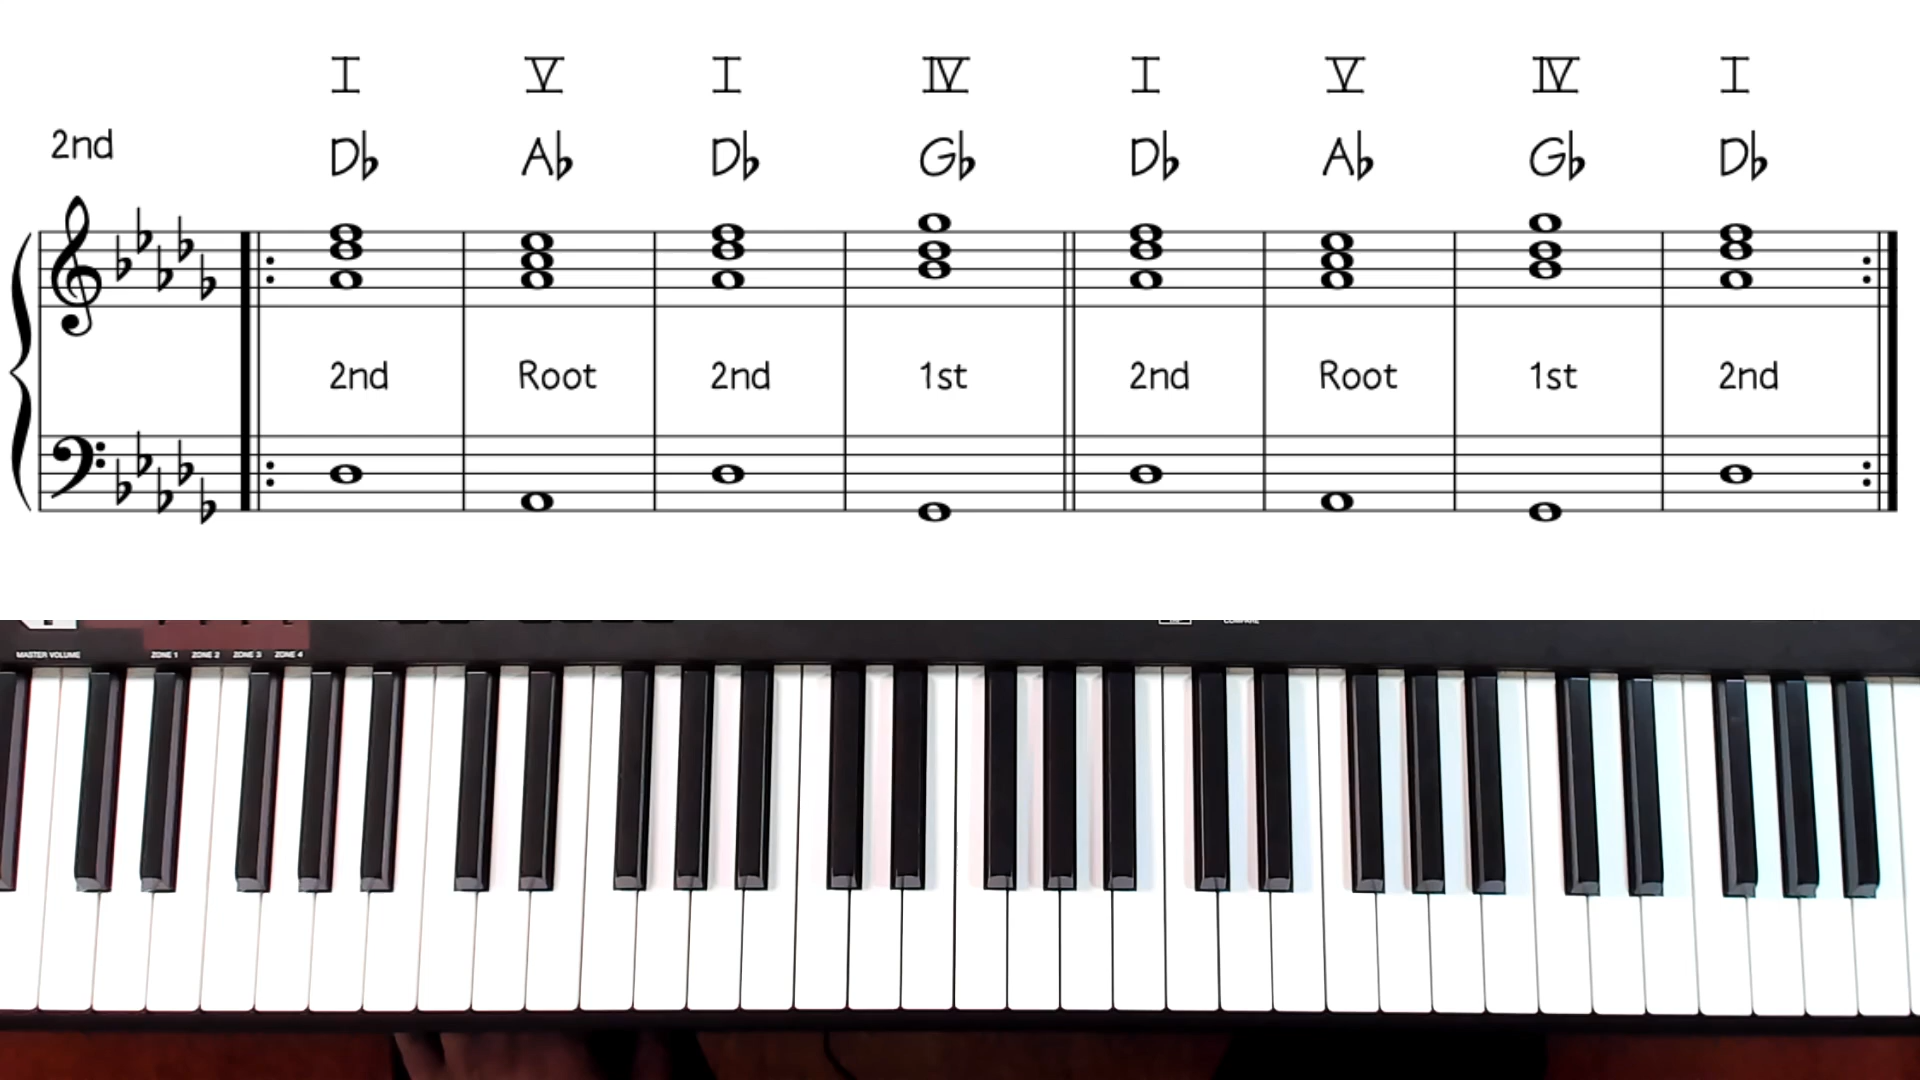 I V I IV I V IV I
2nd
D♭ A♭ D♭ G♭ D♭ A♭ G♭ D♭
2nd Root 2nd 1st 2nd Root 1st 2nd
MASTER VOLUME ZONE 1 ZONE 2 ZONE 3 ZONE 4 COMPARE